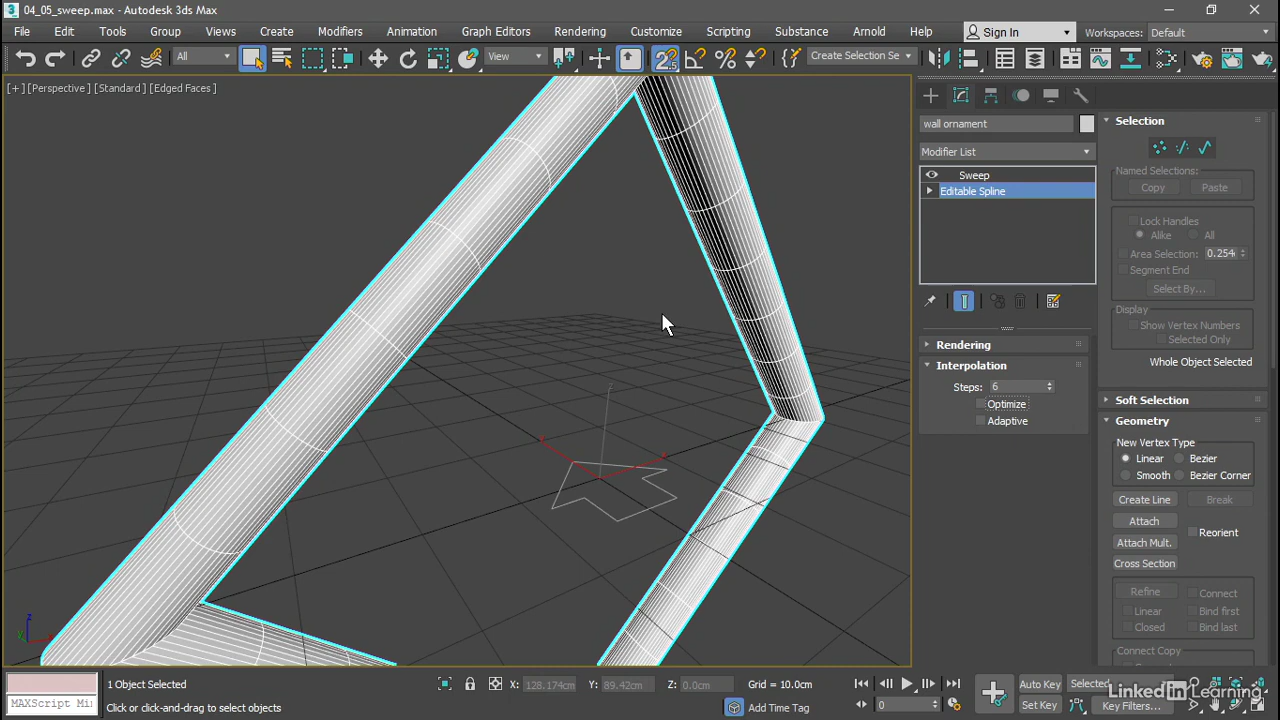 3 04_05_sweep.max - Autodesk 3ds Max
File Edit Tools Group Views Create Modifiers Animation Graph Editors Rendering Customize Scripting Substance Arnold Help Sign In Workspaces: Default
All View Create Selection Se
[+] [Perspective] [Standard] [Edged Faces]
wall ornament
Modifier List
Sweep
Editable Spline
Rendering
Interpolation
Steps: 6
Optimize
Adaptive
Selection
Named Selections:
Copy Paste
Lock Handles
Alike All
Area Selection: 0.254
Segment End
Select By...
Display
Show Vertex Numbers
Selected Only
Whole Object Selected
Soft Selection
Geometry
New Vertex Type
Linear Bezier
Smooth Bezier Corner
Create Line Break
Attach
Reorient
Attach Mult.
Cross Section
Refine Connect
Linear Bind first
Closed Bind last
Connect Copy
1 Object Selected X: 128.174cm Y: 89.42cm Z: 0.0cm Grid = 10.0cm Auto Key Selected
MAXScript Mi Click or click-and-drag to select objects Add Time Tag 0 Set Key Key Filters...
LinkedIn Learning